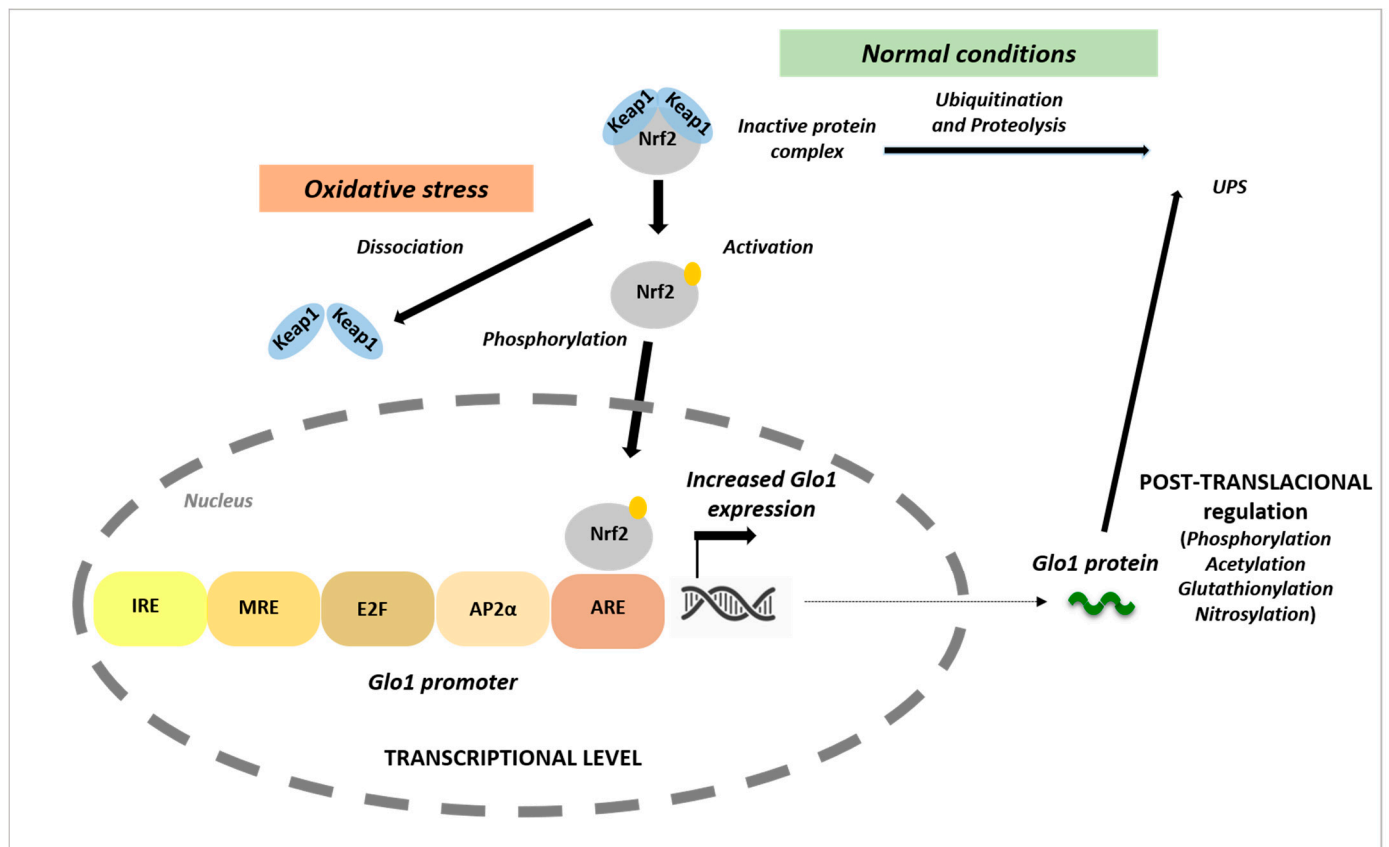 Normal conditions
Ubiquitination
and Proteolysis
Keap1
Keap1
Nrf2
Inactive protein
complex
UPS
Oxidative stress
Dissociation
Activation
Nrf2
Keap1
Keap1
Phosphorylation
Nucleus
Increased Glo1
expression
Nrf2
IRE
MRE
E2F
AP2α
ARE
Glo1 promoter
TRANSCRIPTIONAL LEVEL
Glo1 protein
POST-TRANSLACIONAL
regulation
(Phosphorylation
Acetylation
Glutathionylation
Nitrosylation)